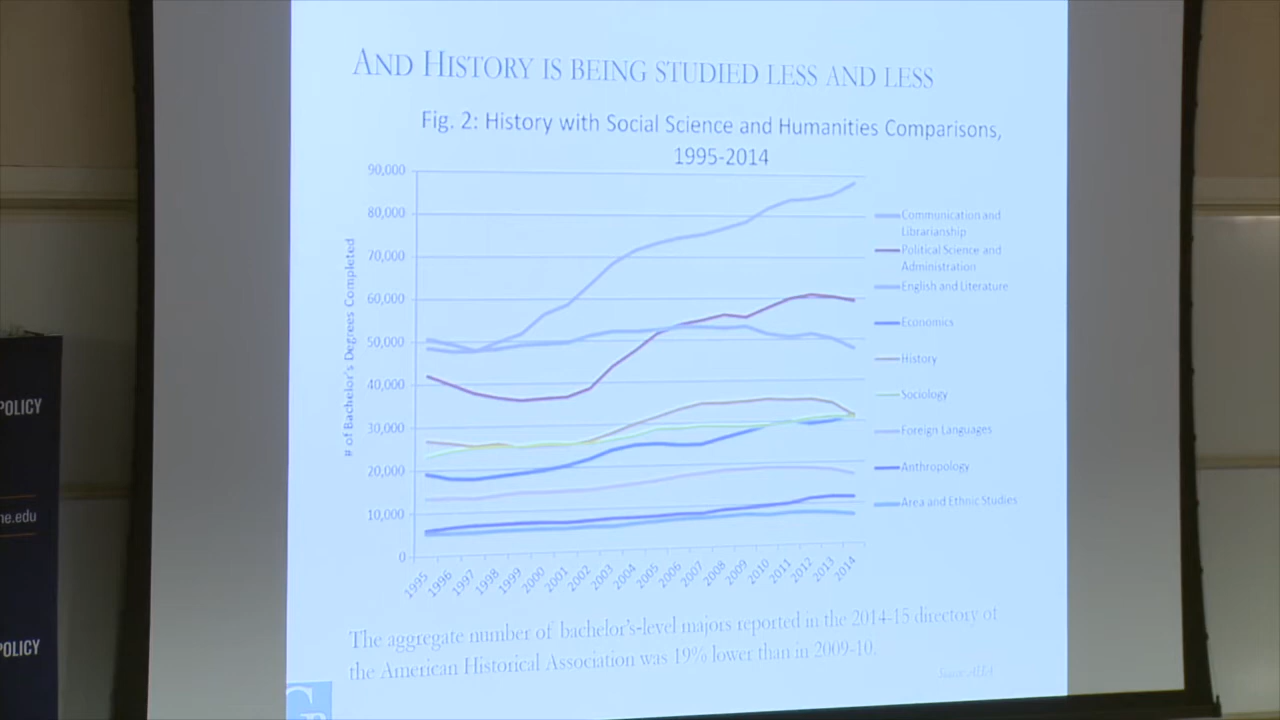 AND HISTORY IS BEING STUDIED LESS AND LESS
Fig. 2: History with Social Science and Humanities Comparisons,
1995-2014
# of Bachelor's Degrees Completed
90,000
80,000
70,000
60,000
50,000
40,000
30,000
20,000
10,000
0
1995
1996
1997
1998
1999
2000
2001
2002
2003
2004
2005
2006
2007
2008
2009
2010
2011
2012
2013
2014
Communication and
Librarianship
Political Science and
Administration
English and Literature
Economics
History
Sociology
Foreign Languages
Anthropology
Area and Ethnic Studies
The aggregate number of bachelor's-level majors reported in the 2014-15 directory of
the American Historical Association was 19% lower than in 2009-10.
Source: AHA
POLICY
ne.edu
POLICY